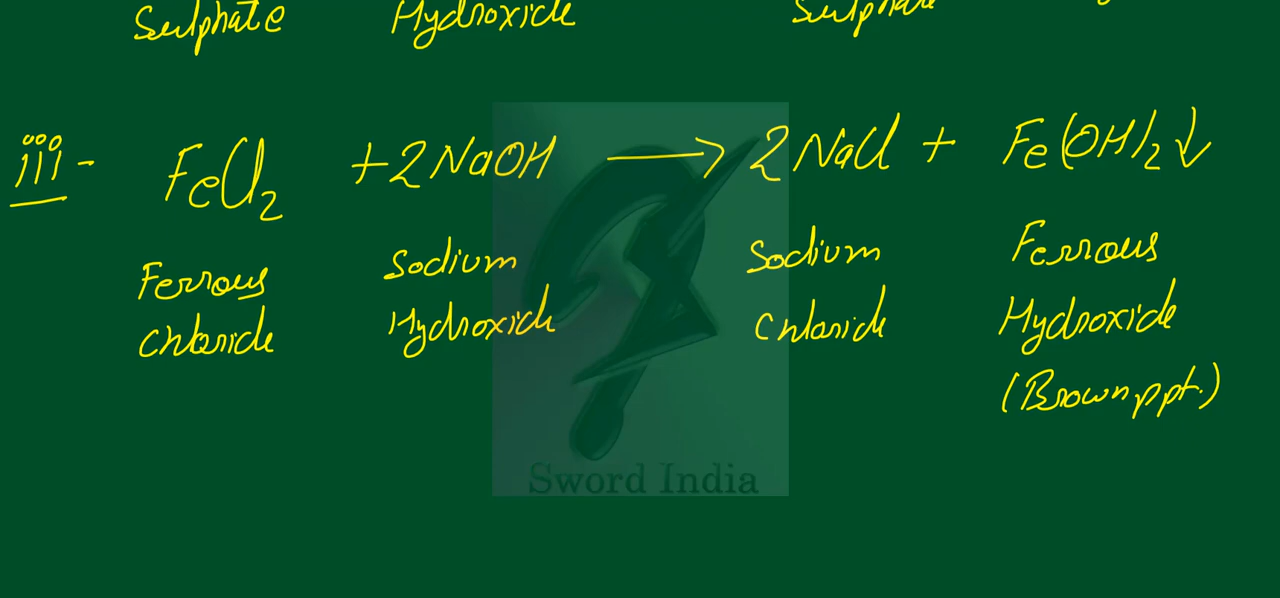 Sulphate Hydroxide Sulphate
iii- FeCl2 +2NaOH → 2NaCl + Fe(OH)2↓
Ferrous Sodium Sodium Ferrous
Chloride Hydroxide Chloride Hydroxide
(Brown ppt.)
Sword India